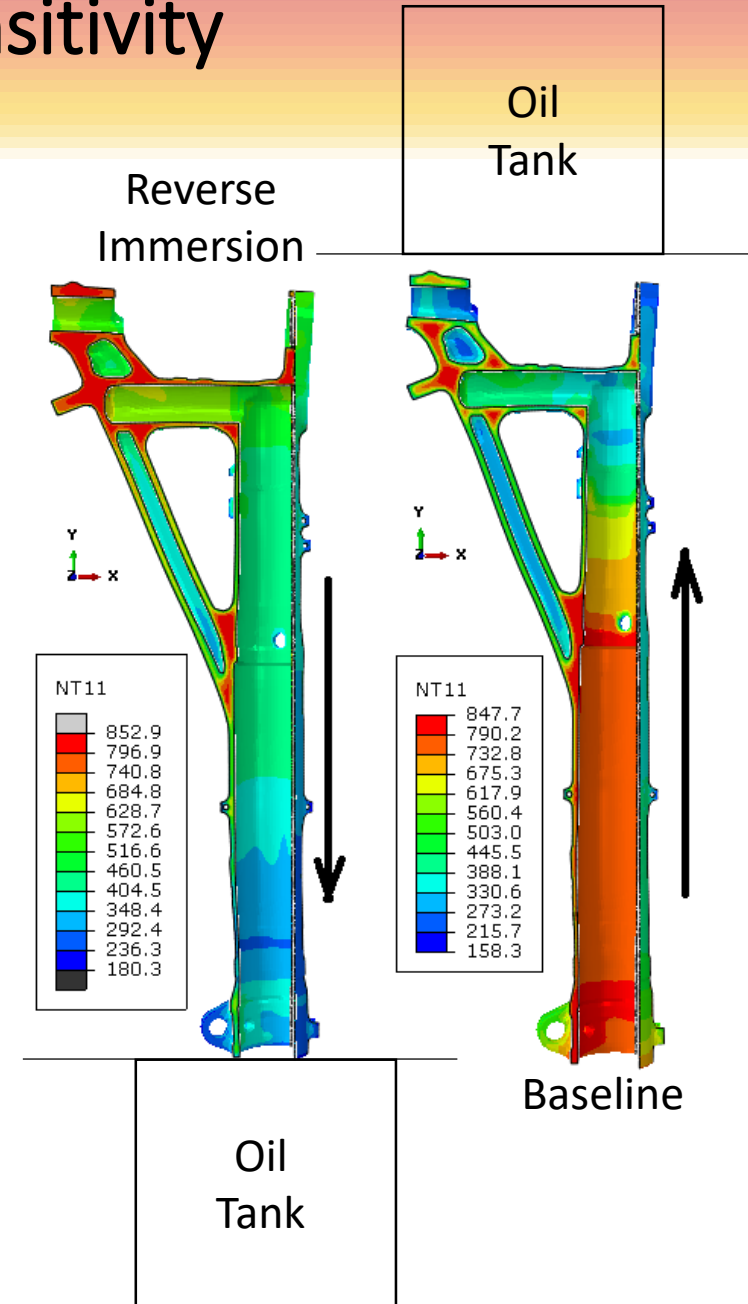 nsitivity
Oil
Tank
Reverse
Immersion
Y
Z
X
Y
Z
X
NT11
852.9
796.9
740.8
684.8
628.7
572.6
516.6
460.5
404.5
348.4
292.4
236.3
180.3
NT11
847.7
790.2
732.8
675.3
617.9
560.4
503.0
445.5
388.1
330.6
273.2
215.7
158.3
Baseline
Oil
Tank